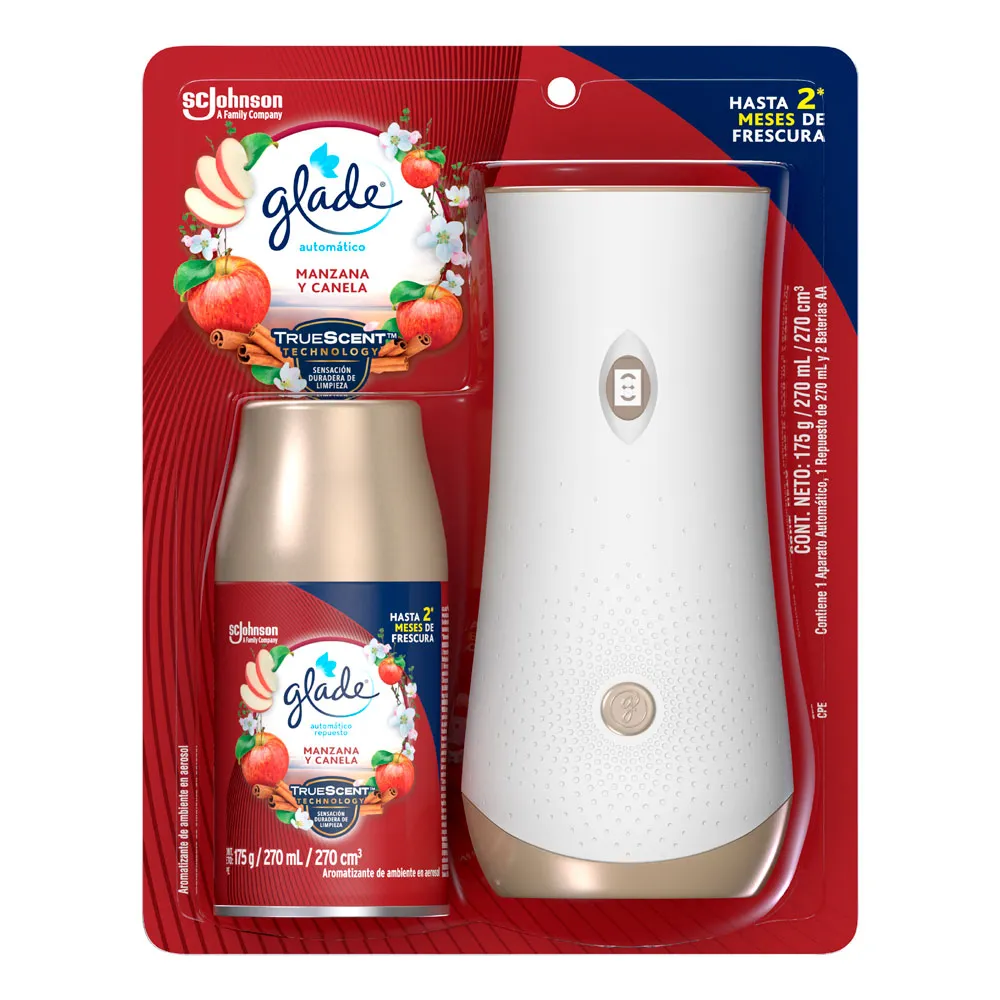 SC Johnson
A Family Company
glade®
automático
MANZANA
Y CANELA
TRUESCENT™
TECHNOLOGY
SENSACIÓN
DURADERA DE
LIMPIEZA
HASTA 2*
MESES DE
FRESCURA
CONT. NETO: 175 g / 270 mL / 270 cm³
Contiene 1 Aparato Automático, 1 Repuesto de 270 mL y 2 Baterías AA
CPE
Aromatizante de ambiente en aerosol
SC Johnson
A Family Company
HASTA 2*
MESES DE
FRESCURA
glade®
automático
repuesto
MANZANA
Y CANELA
TRUESCENT™
TECHNOLOGY
SENSACIÓN
DURADERA DE
LIMPIEZA
175 g / 270 mL / 270 cm³
Aromatizante de ambiente en aerosol
g